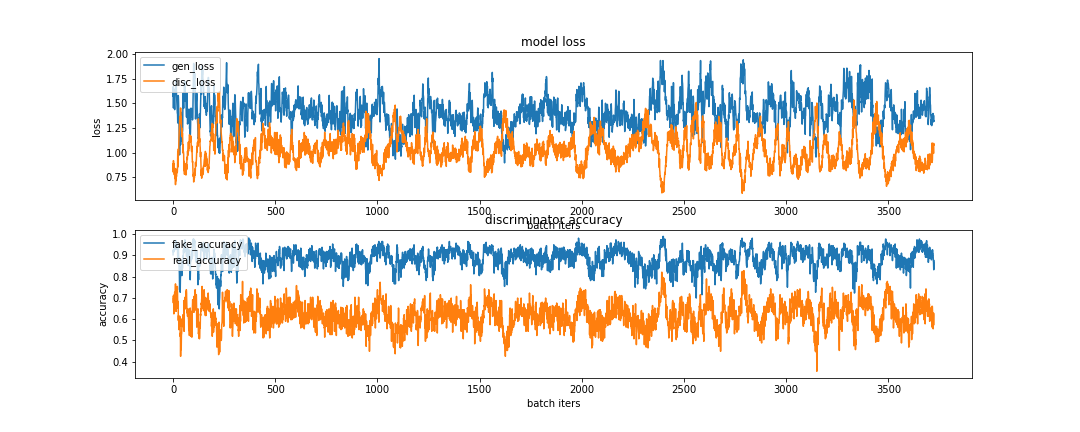 model loss
2.00
1.75
1.50
1.25
1.00
0.75
loss
gen_loss
disc_loss
0
500
1000
1500
2000
2500
3000
3500
batch iters
discriminator accuracy
1.0
0.9
0.8
0.7
0.6
0.5
0.4
accuracy
fake_accuracy
real_accuracy
0
500
1000
1500
2000
2500
3000
3500
batch iters